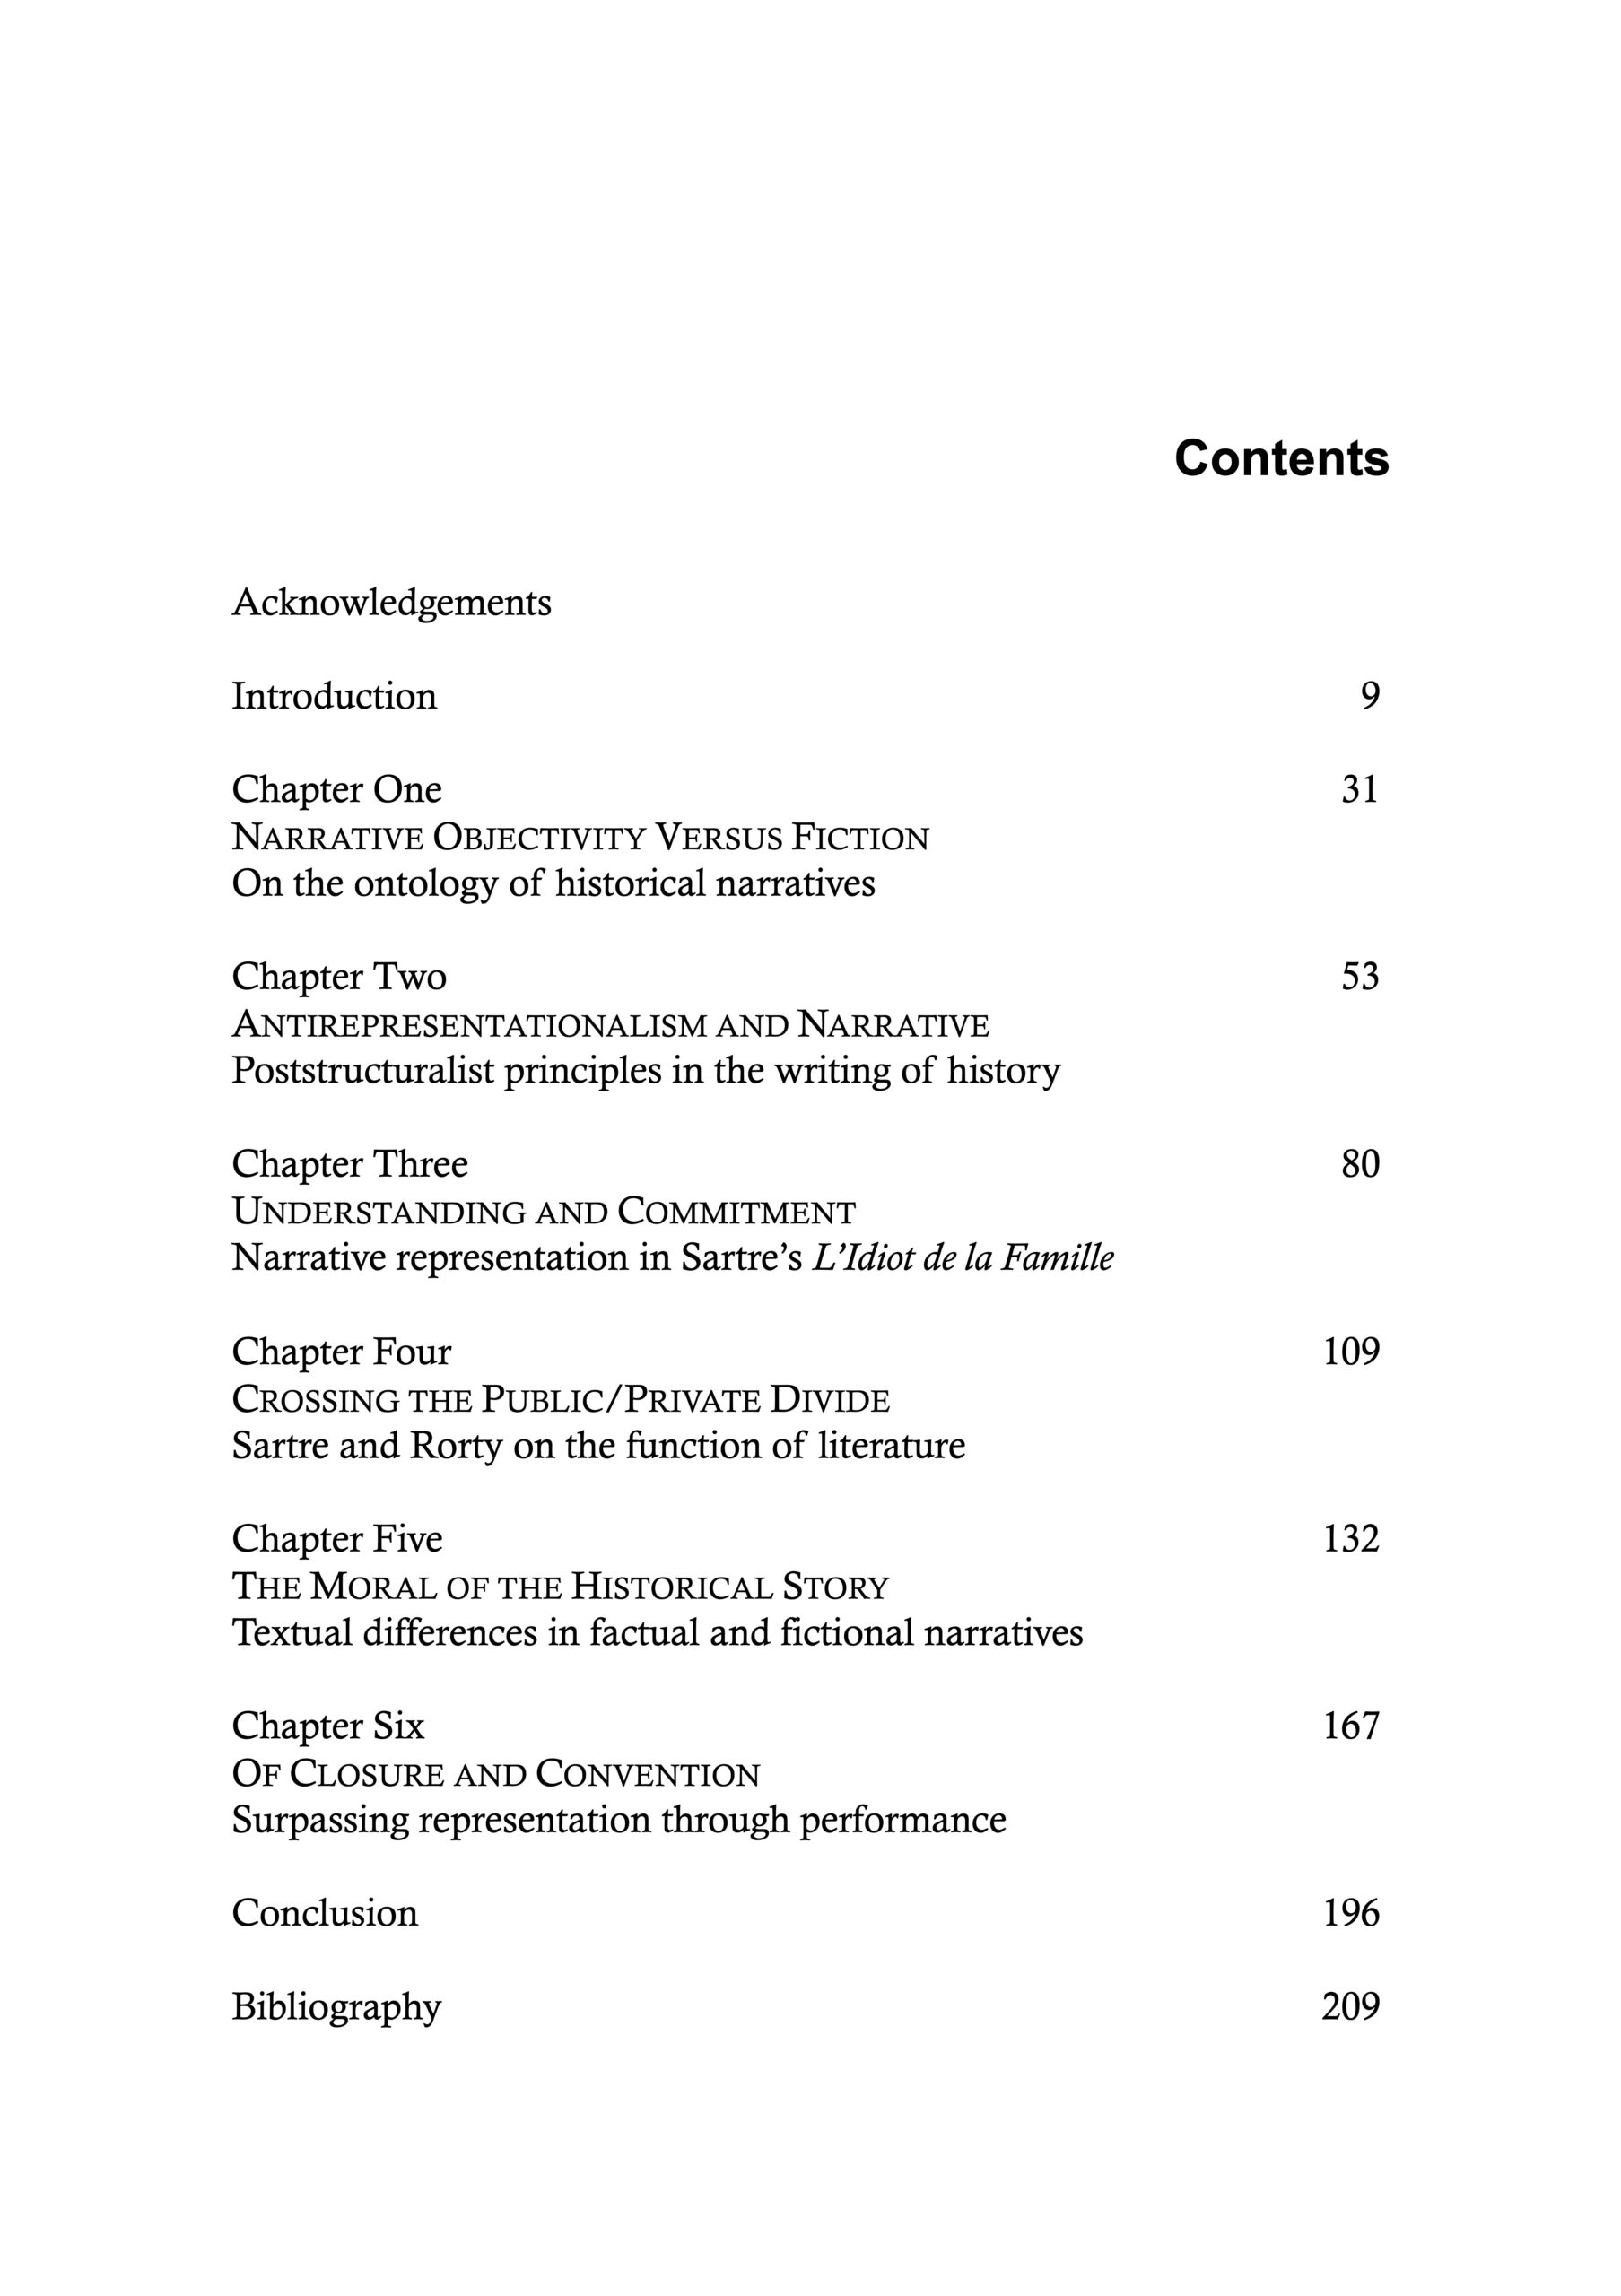 Contents
Acknowledgements
Introduction 9
Chapter One 31
NARRATIVE OBJECTIVITY VERSUS FICTION
On the ontology of historical narratives
Chapter Two 53
ANTIREPRESENTATIONALISM AND NARRATIVE
Poststructuralist principles in the writing of history
Chapter Three 80
UNDERSTANDING AND COMMITMENT
Narrative representation in Sartre’s L’Idiot de la Famille
Chapter Four 109
CROSSING THE PUBLIC/PRIVATE DIVIDE
Sartre and Rorty on the function of literature
Chapter Five 132
THE MORAL OF THE HISTORICAL STORY
Textual differences in factual and fictional narratives
Chapter Six 167
OF CLOSURE AND CONVENTION
Surpassing representation through performance
Conclusion 196
Bibliography 209